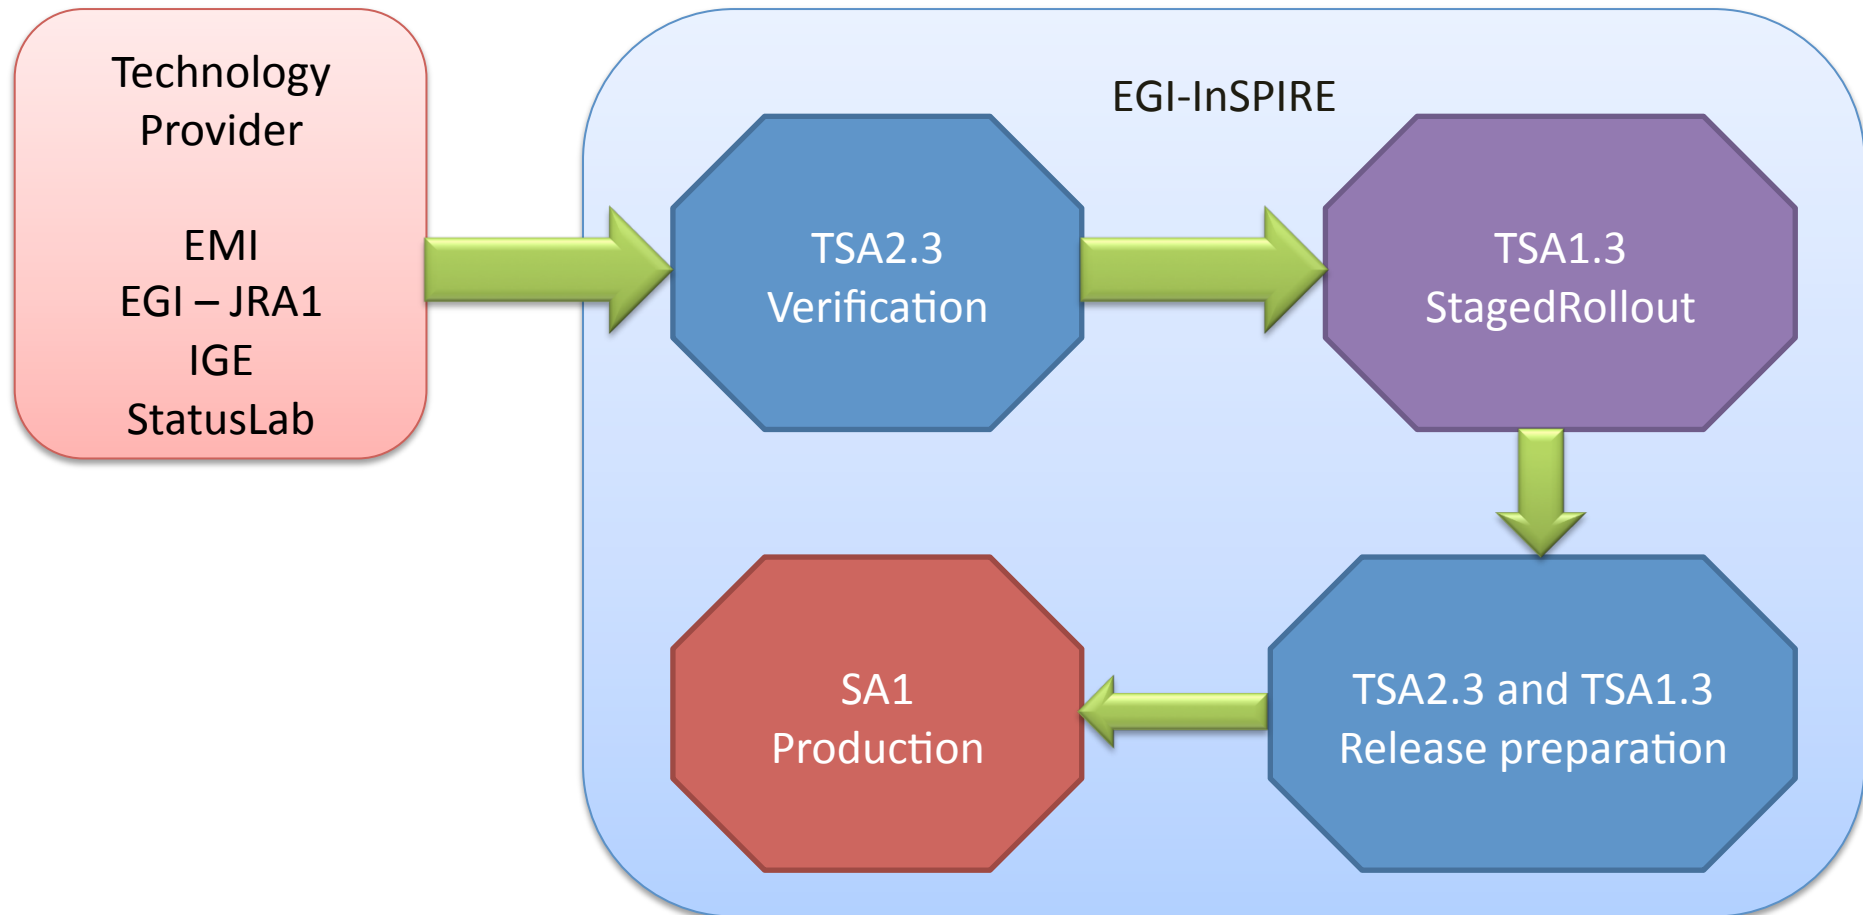 Technology
Provider
EMI
EGI – JRA1
IGE
StatusLab
EGI-InSPIRE
TSA2.3
Verification
TSA1.3
StagedRollout
SA1
Production
TSA2.3 and TSA1.3
Release preparation